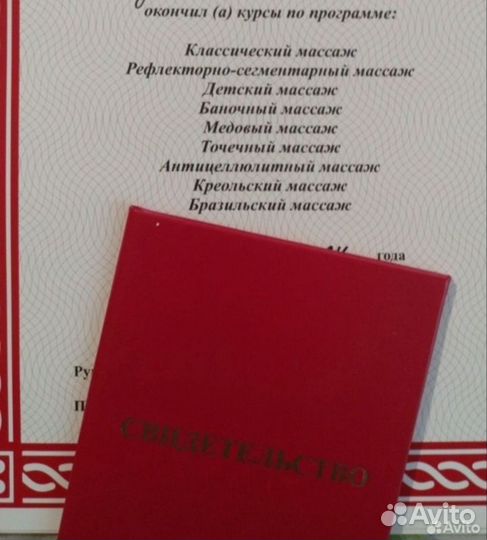 окончил (а) курсы по программе:
Классический массаж
Рефлекторно-сегментарный массаж
Детский массаж
Баночный массаж
Медовый массаж
Точечный массаж
Антицеллюлитный массаж
Креольский массаж
Бразильский массаж
года
СВИДЕТЕЛЬСТВО
Avito
Avito